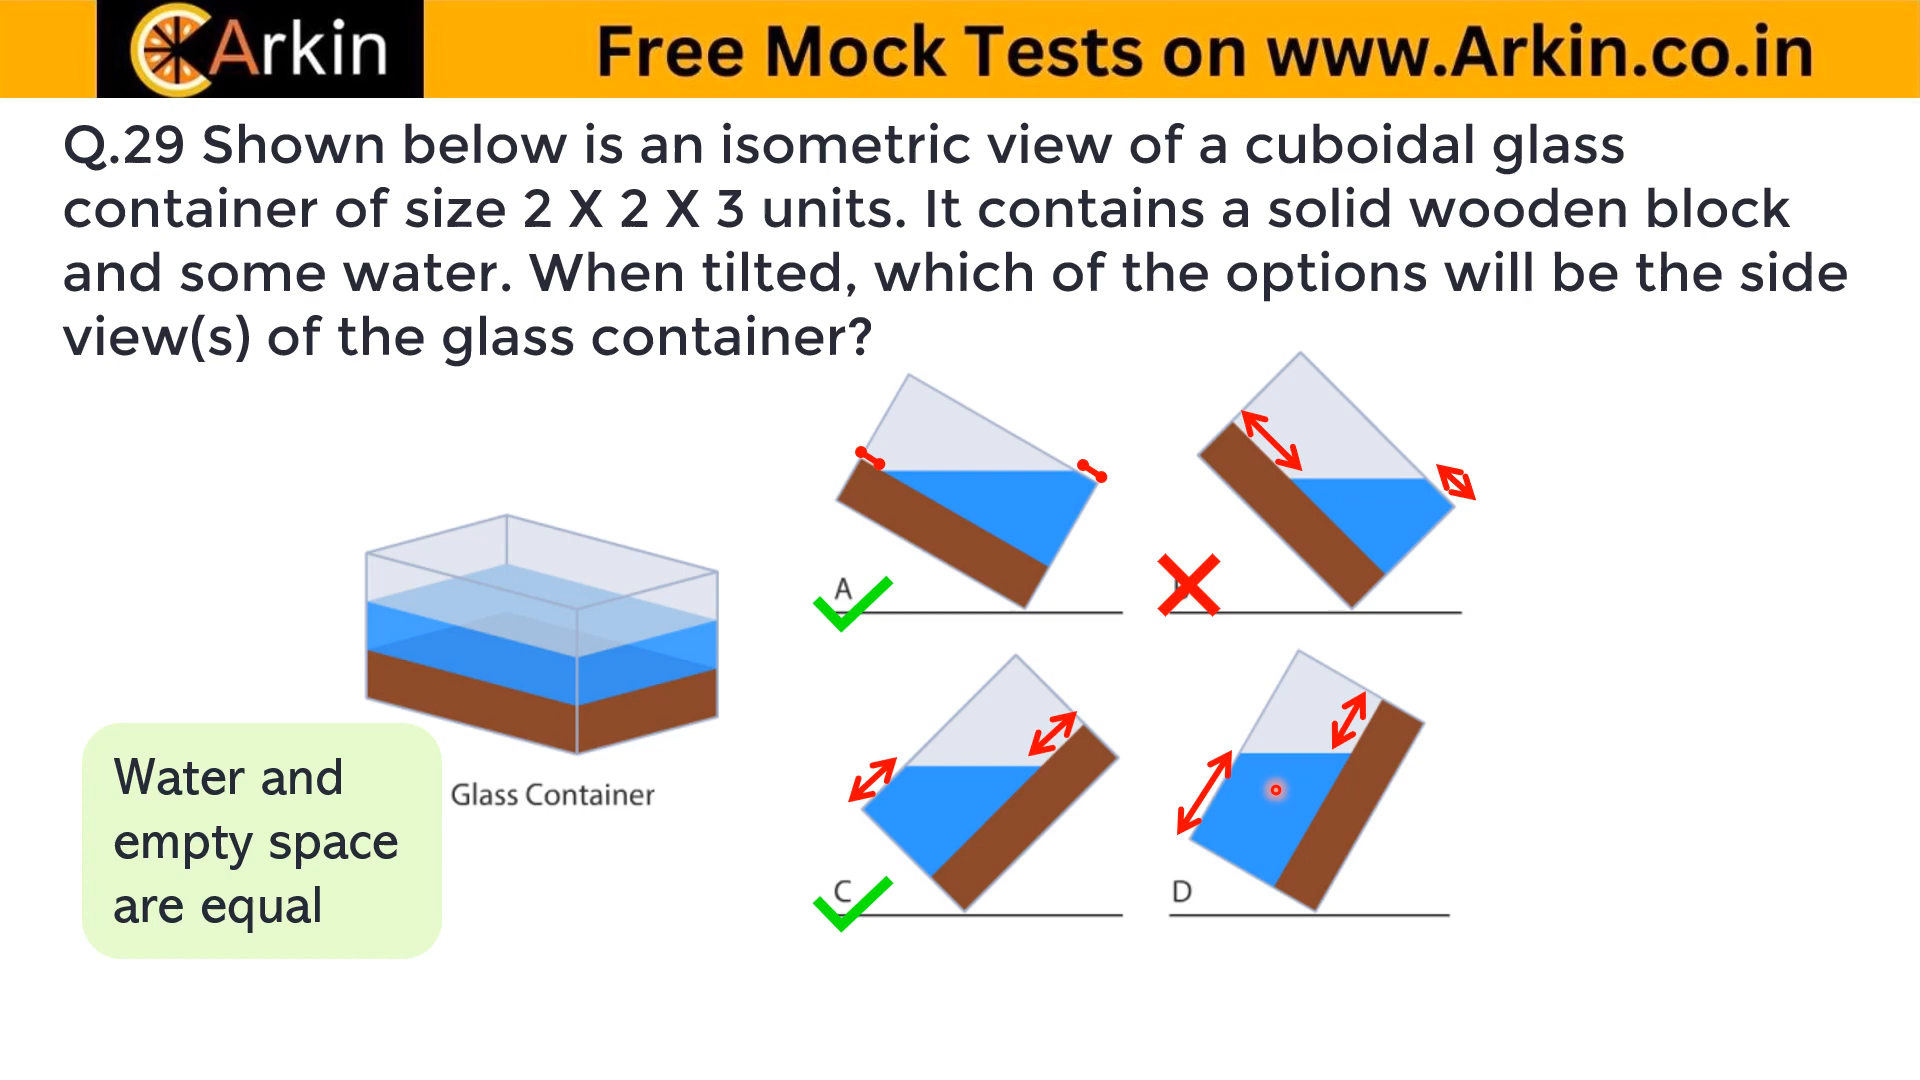 Arkin
Free Mock Tests on www.Arkin.co.in
Q.29 Shown below is an isometric view of a cuboidal glass
container of size 2 X 2 X 3 units. It contains a solid wooden block
and some water. When tilted, which of the options will be the side
view(s) of the glass container?
A
Water and
empty space
are equal
Glass Container
C
D